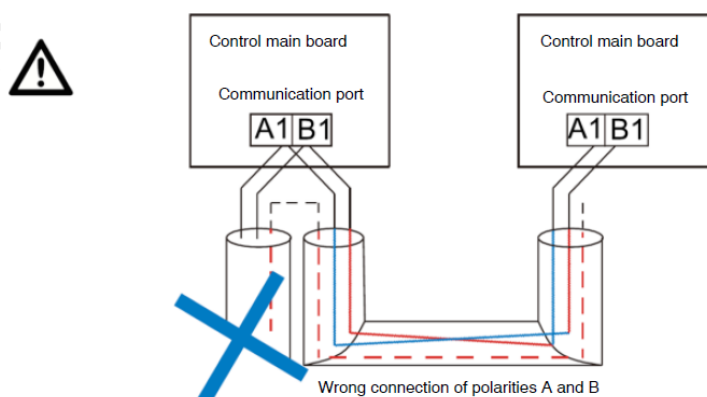 Control main board
Control main board
Communication port
Communication port
A1 B1
A1 B1
Wrong connection of polarities A and B